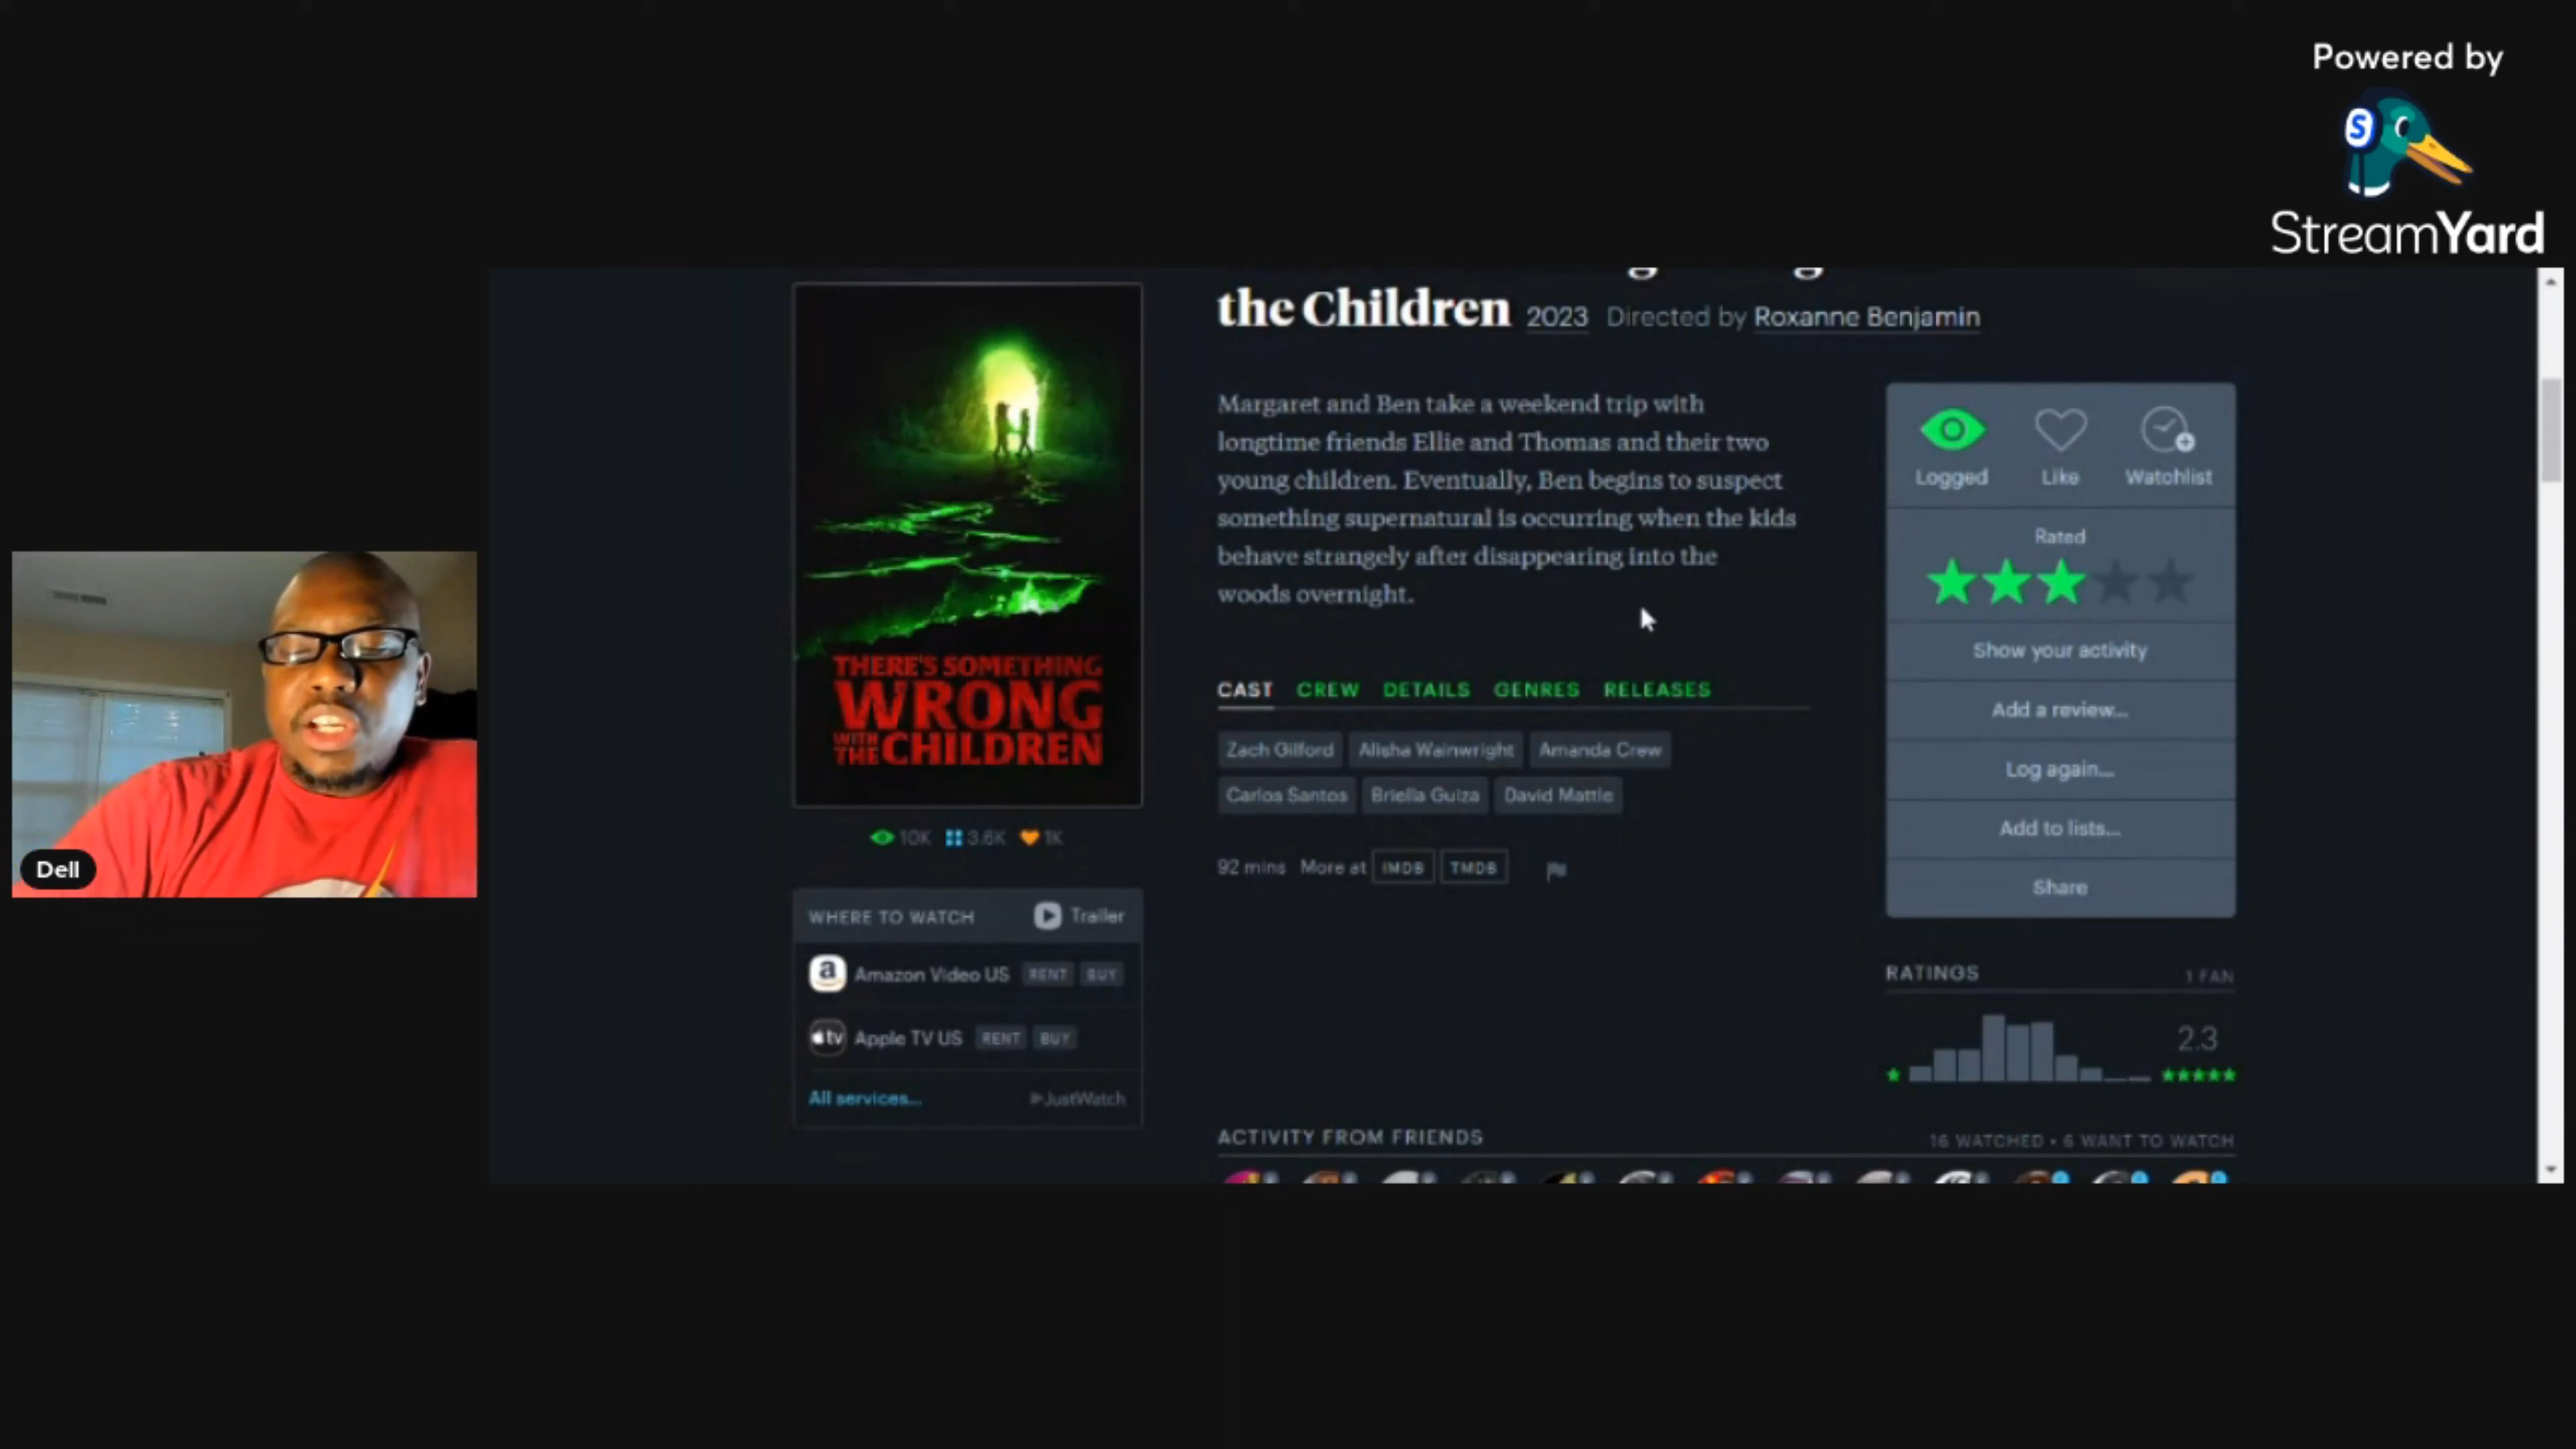 Powered by
S
StreamYard
the Children 2023 Directed by Roxanne Benjamin
Margaret and Ben take a weekend trip with
longtime friends Ellie and Thomas and their two
young children. Eventually, Ben begins to suspect
something supernatural is occurring when the kids
behave strangely after disappearing into the
woods overnight.
CAST CREW DETAILS GENRES RELEASES
Zach Gilford Alisha Wainwright Amanda Crew
Carlos Santos Briella Guiza David Mattle
92 mins More at IMDB TMDB
THERE'S SOMETHING
WRONG
WITH
THE CHILDREN
10K 3.6K 1K
WHERE TO WATCH Trailer
a Amazon Video US RENT BUY
tv Apple TV US RENT BUY
All services... JustWatch
Logged Like Watchlist
Rated
Show your activity
Add a review...
Log again...
Add to lists...
Share
RATINGS 1 FAN
2.3
ACTIVITY FROM FRIENDS 16 WATCHED • 6 WANT TO WATCH
Dell